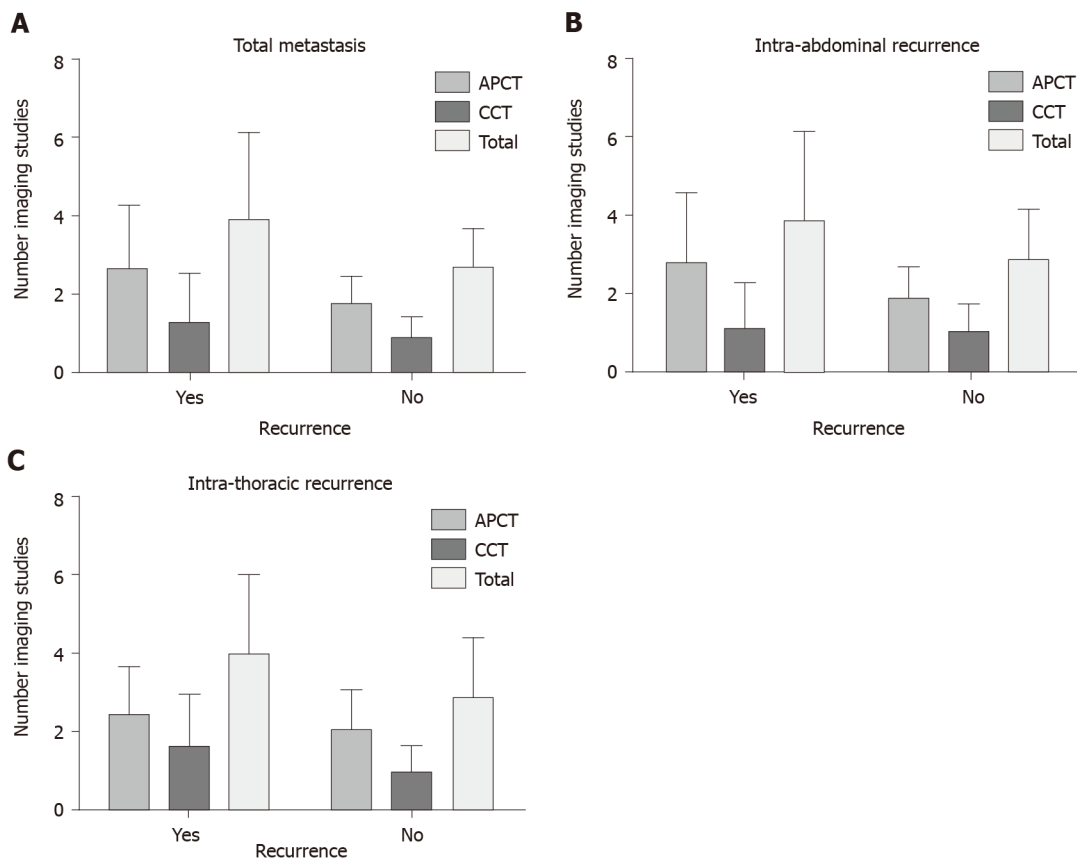 A
Total metastasis
Number imaging studies
8
6
4
2
0
APCT
CCT
Total
Yes
No
Recurrence
B
Intra-abdominal recurrence
Number imaging studies
8
6
4
2
0
APCT
CCT
Total
Yes
No
Recurrence
C
Intra-thoracic recurrence
Number imaging studies
8
6
4
2
0
APCT
CCT
Total
Yes
No
Recurrence